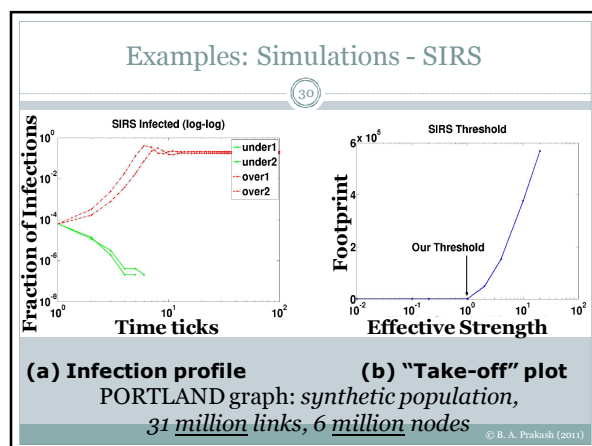 Examples: Simulations - SIRS
30
SIRS Infected (log-log)
10^0
10^-2
10^-4
10^-6
10^-8
10^0
10^1
10^2
under1
under2
over1
over2
Fraction of Infections
Time ticks
SIRS Threshold
6 x 10^5
4
2
0
10^-2
10^-1
10^0
10^1
10^2
Our Threshold
Footprint
Effective Strength
(a) Infection profile
(b) “Take-off” plot
PORTLAND graph: synthetic population,
31 million links, 6 million nodes
© B. A. Prakash (2011)